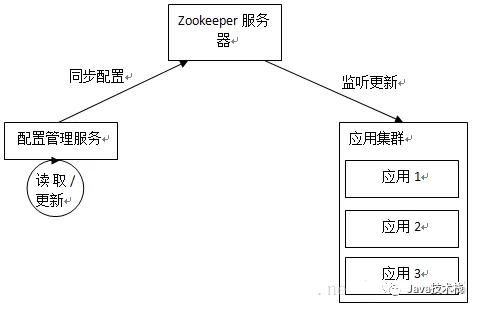 Zookeeper 服务
器
同步配置
监听更新
配置管理服务
读取 /
更新
应用集群
应用 1
应用 2
应用 3
Java技术栈